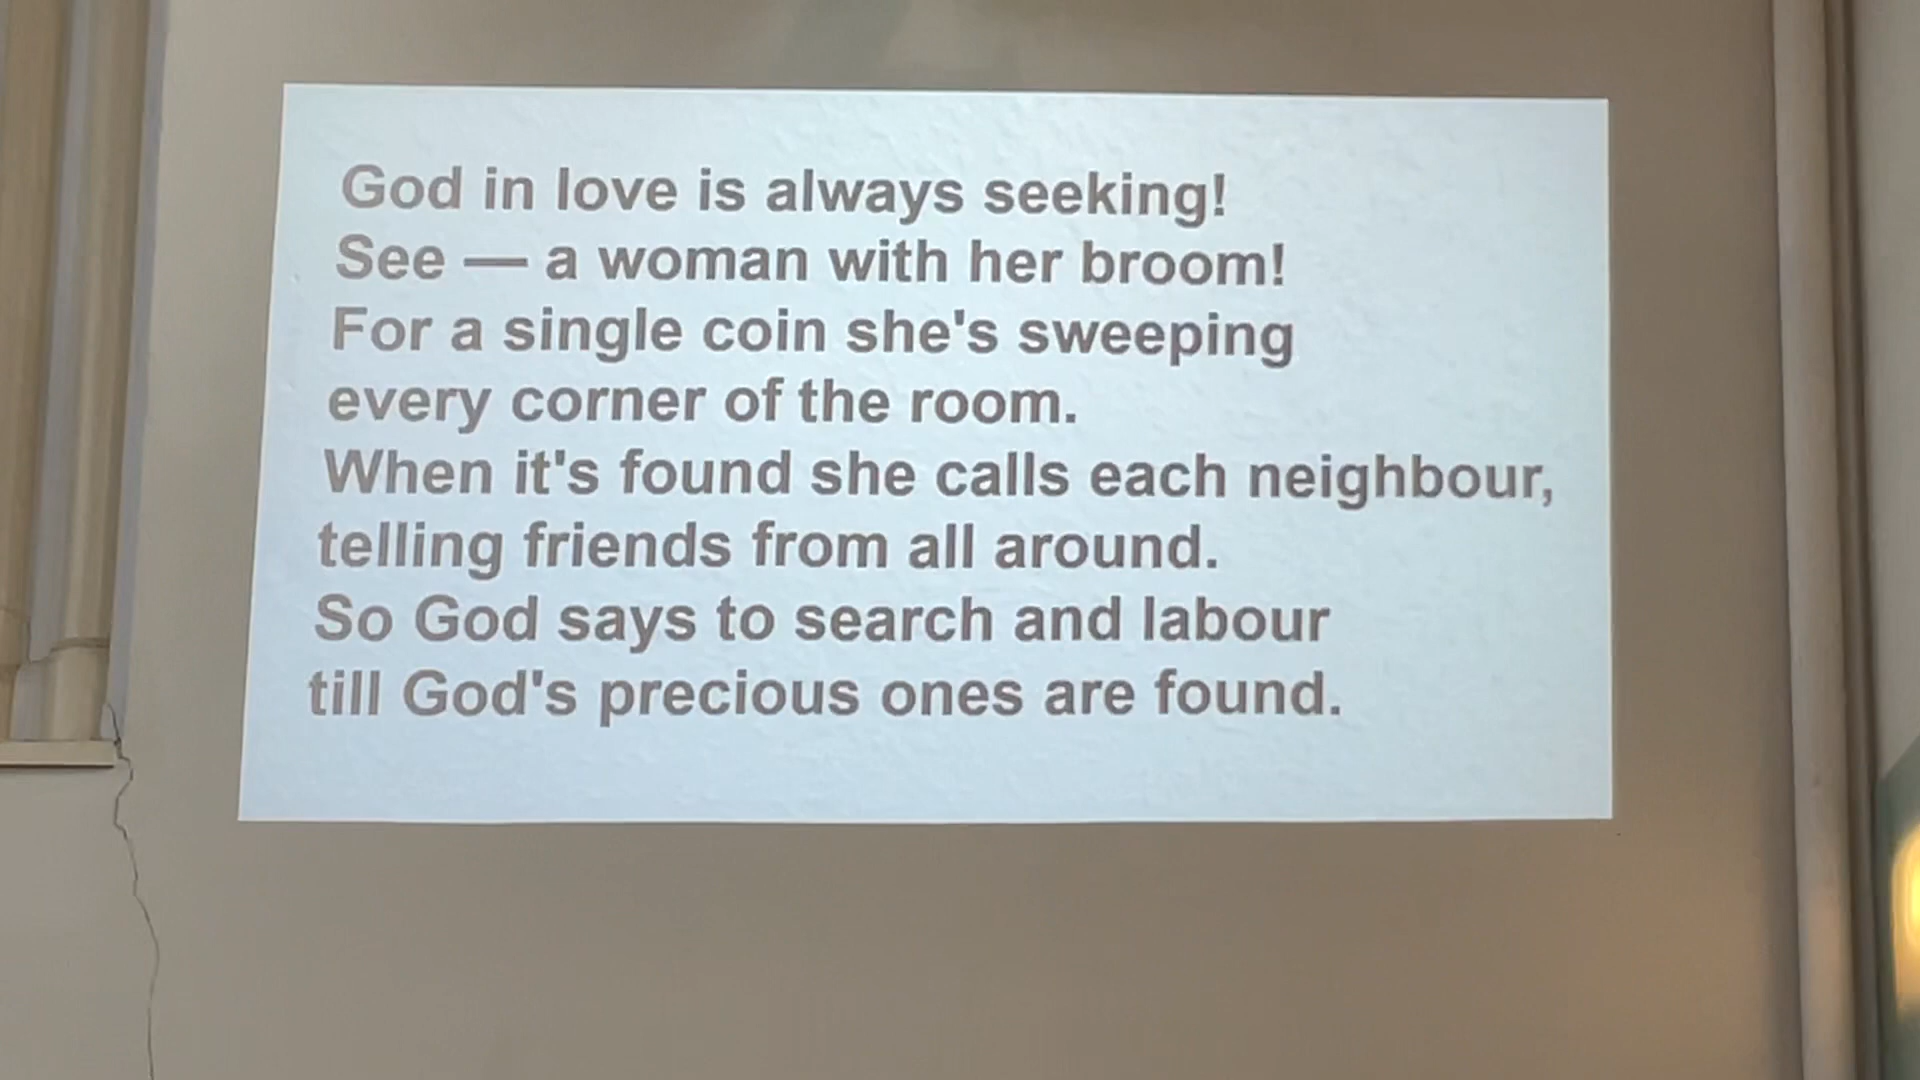 God in love is always seeking!
See — a woman with her broom!
For a single coin she's sweeping
every corner of the room.
When it's found she calls each neighbour,
telling friends from all around.
So God says to search and labour
till God's precious ones are found.